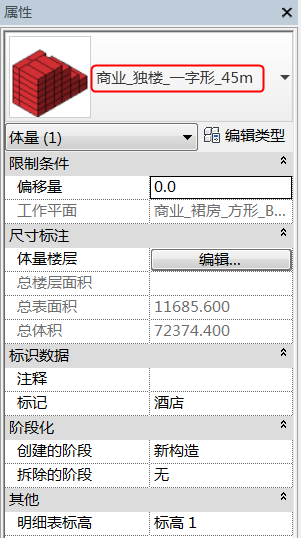 属性
商业_独楼_一字形_45m
体量 (1)
编辑类型
限制条件
偏移量 0.0
工作平面 商业_裙房_方形_B...
尺寸标注
体量楼层 编辑...
总楼层面积
总表面积 11685.600
总体积 72374.400
标识数据
注释
标记 酒店
阶段化
创建的阶段 新构造
拆除的阶段 无
其他
明细表标高 标高 1